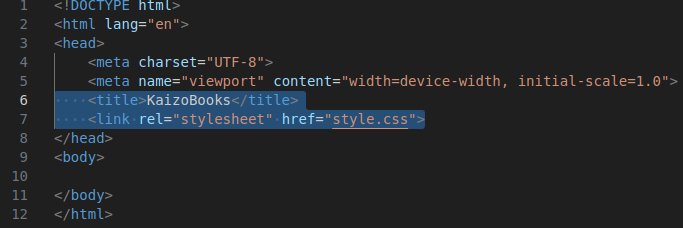 1 <!DOCTYPE html>
2 <html lang="en">
3 <head>
4     <meta charset="UTF-8">
5     <meta name="viewport" content="width=device-width, initial-scale=1.0">
6     <title>KaizoBooks</title>
7     <link rel="stylesheet" href="style.css">
8 </head>
9 <body>
10
11 </body>
12 </html>